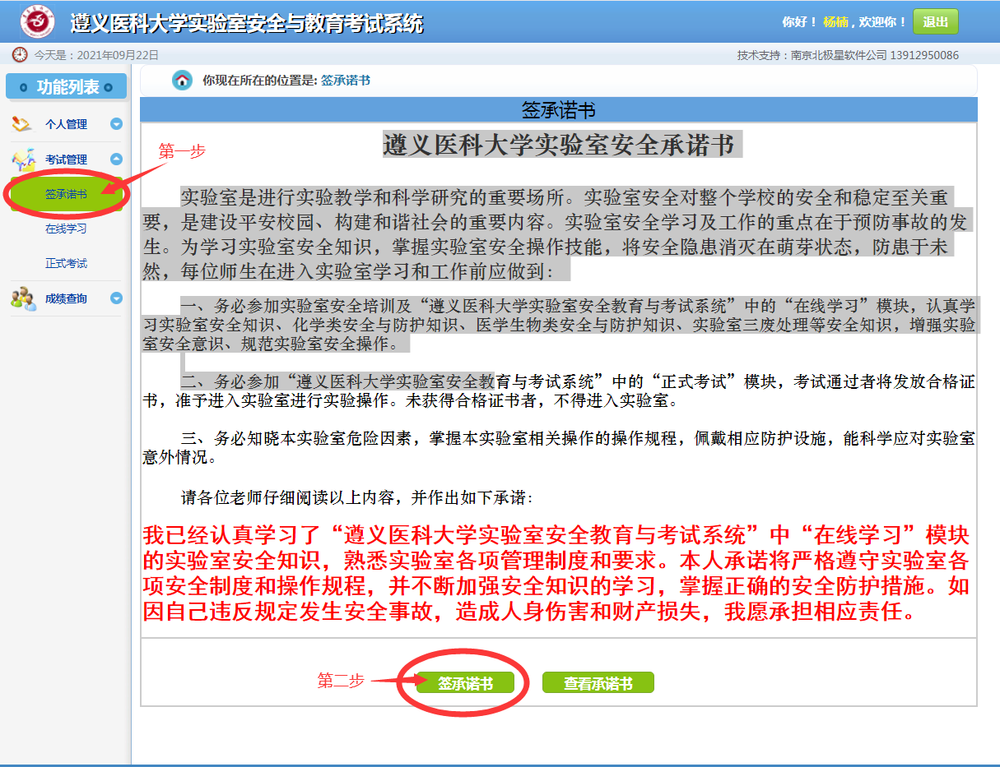 遵义医科大学实验室安全与教育考试系统
你好！杨楠，欢迎你！ 退出
今天是：2021年09月22日
技术支持：南京北极星软件公司 13912950086
功能列表
个人管理
考试管理
签承诺书
在线学习
正式考试
成绩查询
第一步
你现在所在的位置是: 签承诺书
签承诺书
遵义医科大学实验室安全承诺书
实验室是进行实验教学和科学研究的重要场所。实验室安全对整个学校的安全和稳定至关重
要，是建设平安校园、构建和谐社会的重要内容。实验室安全学习及工作的重点在于预防事故的发
生。为学习实验室安全知识，掌握实验室安全操作技能，将安全隐患消灭在萌芽状态，防患于未
然，每位师生在进入实验室学习和工作前应做到：
一、务必参加实验室安全培训及“遵义医科大学实验室安全教育与考试系统”中的“在线学习”模块，认真学
习实验室安全知识、化学类安全与防护知识、医学生物类安全与防护知识、实验室三废处理等安全知识，增强实验
室安全意识、规范实验室安全操作。
二、务必参加“遵义医科大学实验室安全教育与考试系统”中的“正式考试”模块，考试通过者将发放合格证
书，准予进入实验室进行实验操作。未获得合格证书者，不得进入实验室。
三、务必知晓本实验室危险因素，掌握本实验室相关操作的操作规程，佩戴相应防护设施，能科学应对实验室
意外情况。
请各位老师仔细阅读以上内容，并作出如下承诺：
我已经认真学习了“遵义医科大学实验室安全教育与考试系统”中“在线学习”模块
的实验室安全知识，熟悉实验室各项管理制度和要求。本人承诺将严格遵守实验室各
项安全制度和操作规程，并不断加强安全知识的学习，掌握正确的安全防护措施。如
因自己违反规定发生安全事故，造成人身伤害和财产损失，我愿承担相应责任。
第二步
签承诺书
查看承诺书